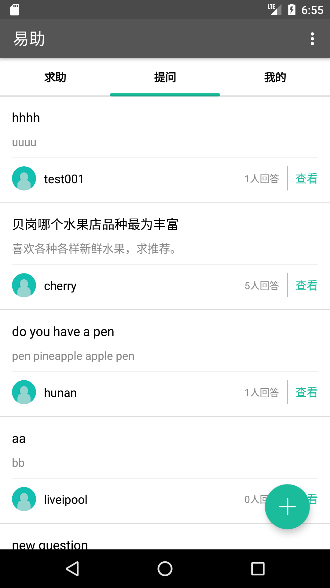 LTE 6:55
易助
求助 提问 我的
hhhh
uuuu
test001 1人回答 查看
贝岗哪个水果店品种最为丰富
喜欢各种各样新鲜水果，求推荐。
cherry 5人回答 查看
do you have a pen
pen pineapple apple pen
hunan 1人回答 查看
aa
bb
liveipool 0人回答
new question